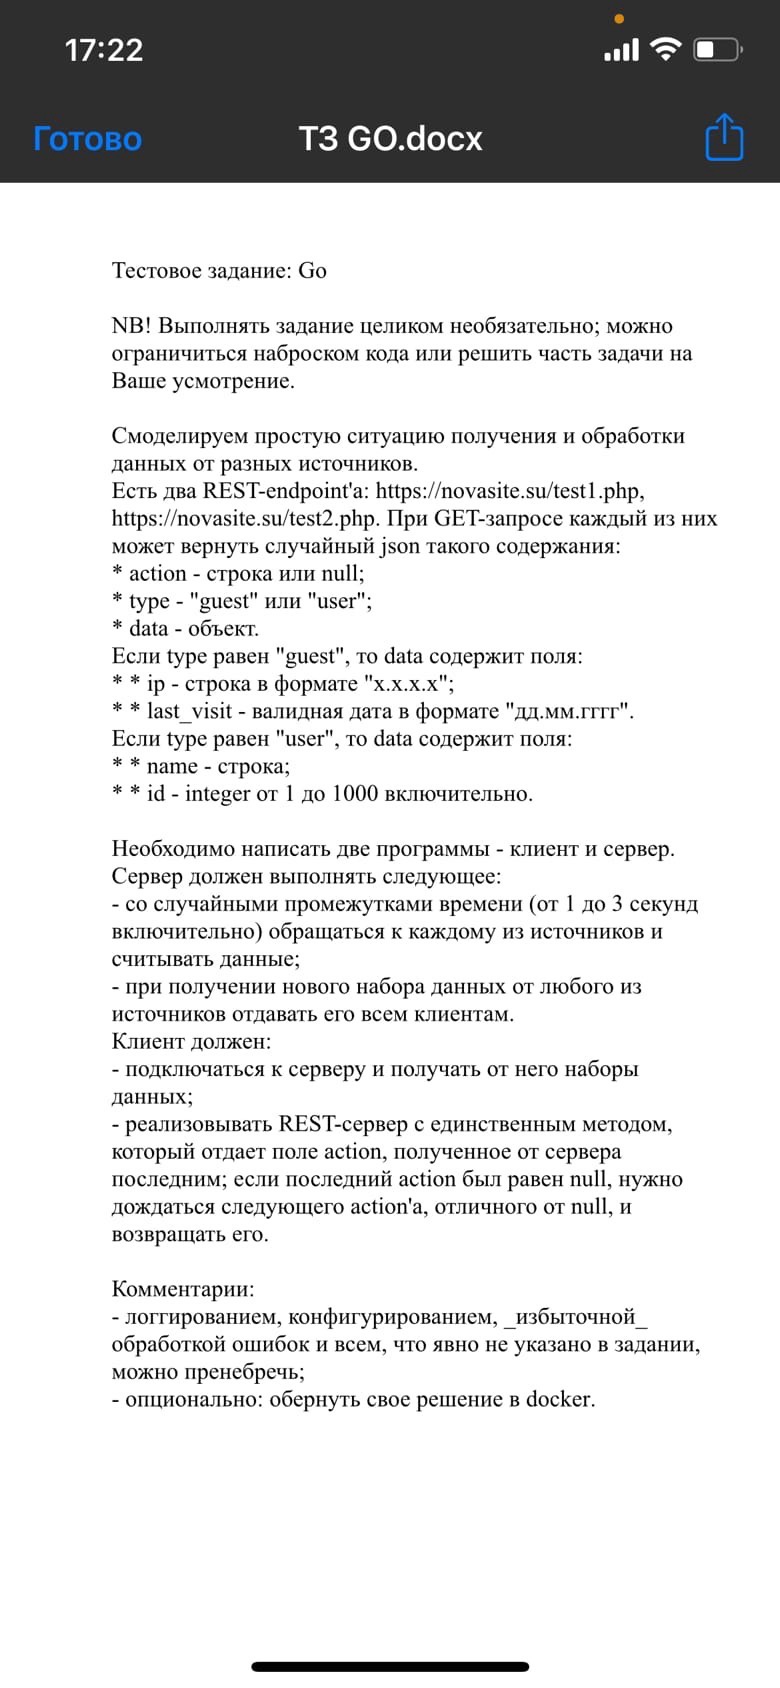 17:22
Готово
ТЗ GO.docx
Тестовое задание: Go
NB! Выполнять задание целиком необязательно; можно
ограничиться наброском кода или решить часть задачи на
Ваше усмотрение.
Смоделируем простую ситуацию получения и обработки
данных от разных источников.
Есть два REST-endpoint'а: https://novasite.su/test1.php,
https://novasite.su/test2.php. При GET-запросе каждый из них
может вернуть случайный json такого содержания:
* action - строка или null;
* type - "guest" или "user";
* data - объект.
Если type равен "guest", то data содержит поля:
* * ip - строка в формате "x.x.x.x";
* * last_visit - валидная дата в формате "дд.мм.гггг".
Если type равен "user", то data содержит поля:
* * name - строка;
* * id - integer от 1 до 1000 включительно.
Необходимо написать две программы - клиент и сервер.
Сервер должен выполнять следующее:
- со случайными промежутками времени (от 1 до 3 секунд
включительно) обращаться к каждому из источников и
считывать данные;
- при получении нового набора данных от любого из
источников отдавать его всем клиентам.
Клиент должен:
- подключаться к серверу и получать от него наборы
данных;
- реализовывать REST-сервер с единственным методом,
который отдает поле action, полученное от сервера
последним; если последний action был равен null, нужно
дождаться следующего action'а, отличного от null, и
возвращать его.
Комментарии:
- логгированием, конфигурированием, _избыточной_
обработкой ошибок и всем, что явно не указано в задании,
можно пренебречь;
- опционально: обернуть свое решение в docker.